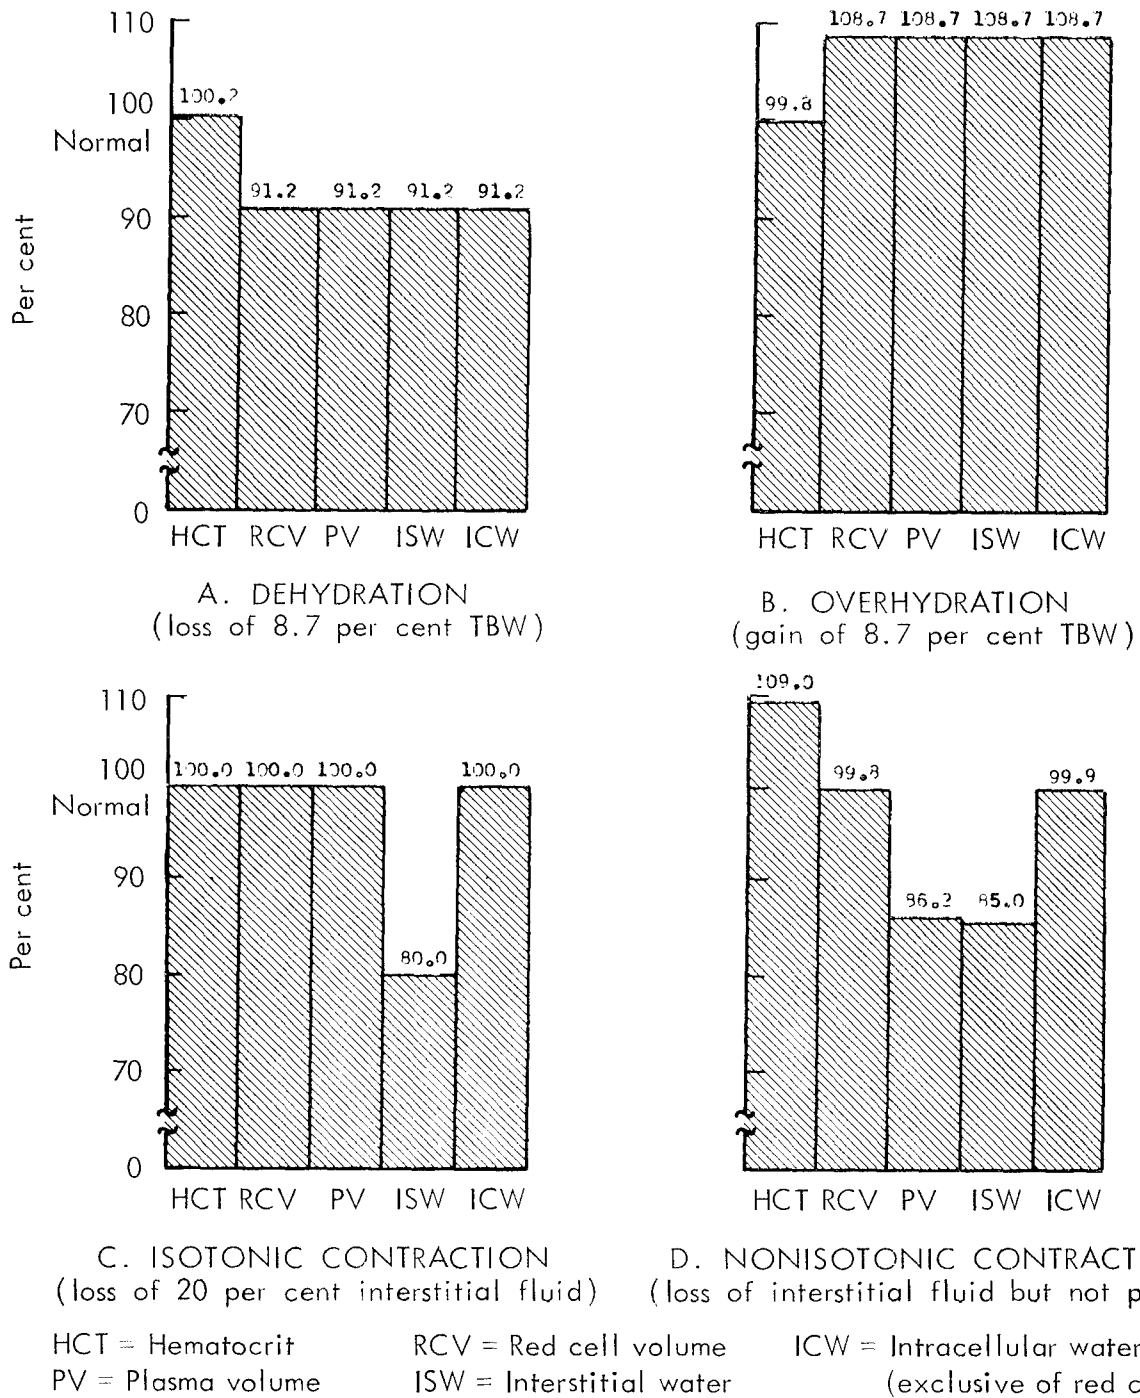 110
100
Normal
90
80
70
0
Per cent
100.2
91.2
91.2
91.2
91.2
HCT RCV PV ISW ICW
A. DEHYDRATION
(loss of 8.7 per cent TBW)
108.7 108.7 108.7 108.7
99.8
HCT RCV PV ISW ICW
B. OVERHYDRATION
(gain of 8.7 per cent TBW)
110
100
Normal
90
80
70
0
Per cent
100.0 100.0 100.0
80.0
100.0
HCT RCV PV ISW ICW
C. ISOTONIC CONTRACTION
(loss of 20 per cent interstitial fluid)
109.0
99.8
86.2
85.0
99.9
HCT RCV PV ISW ICW
D. NONISOTONIC CONTRACT
(loss of interstitial fluid but not p
HCT = Hematocrit
RCV = Red cell volume
ICW = Intracellular water
PV = Plasma volume
ISW = Interstitial water
(exclusive of red c